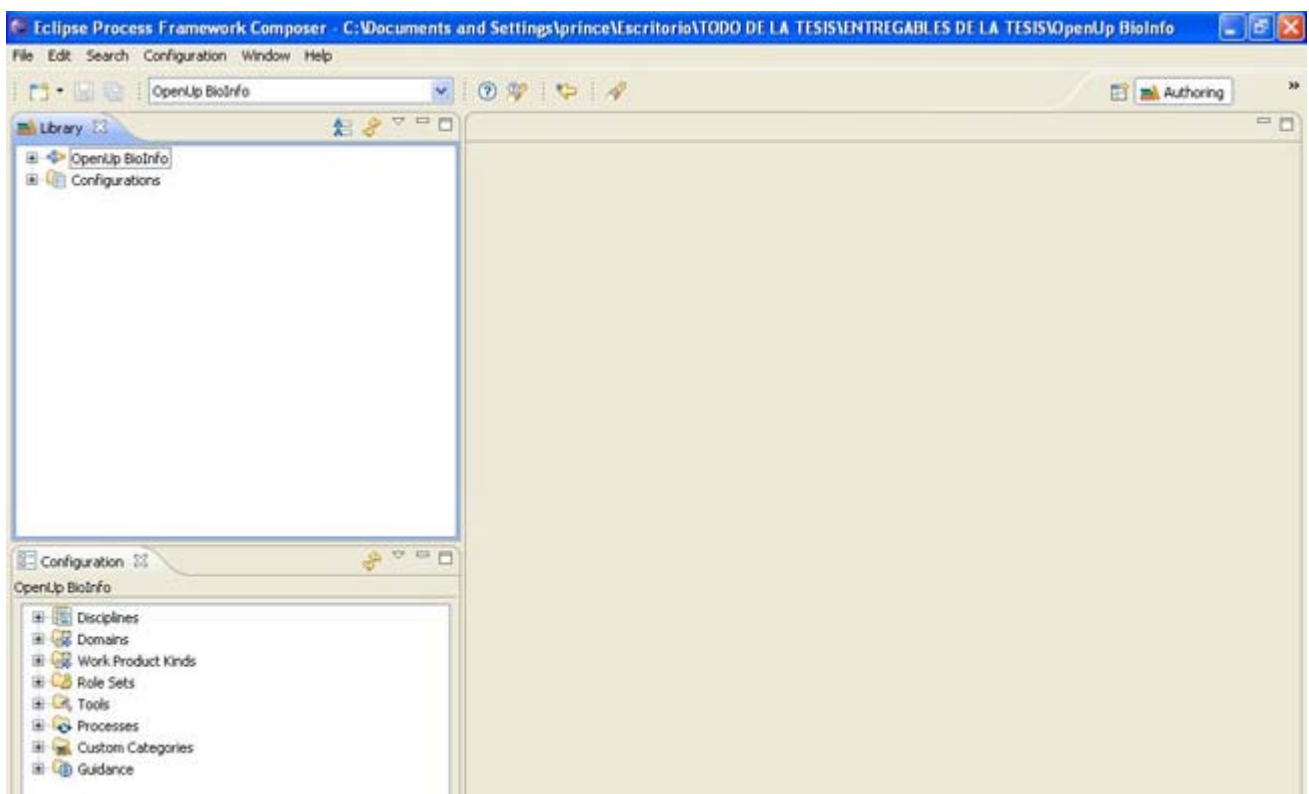 Eclipse Process Framework Composer - C:\Documents and Settings\prince\Escritorio\TODO DE LA TESIS\ENTREGABLES DE LA TESIS\OpenUp BioInfo
File Edit Search Configuration Window Help
OpenUp BioInfo
Authoring
Library
OpenUp BioInfo
Configurations
Configuration
OpenUp BioInfo
Disciplines
Domains
Work Product Kinds
Role Sets
Tools
Processes
Custom Categories
Guidance